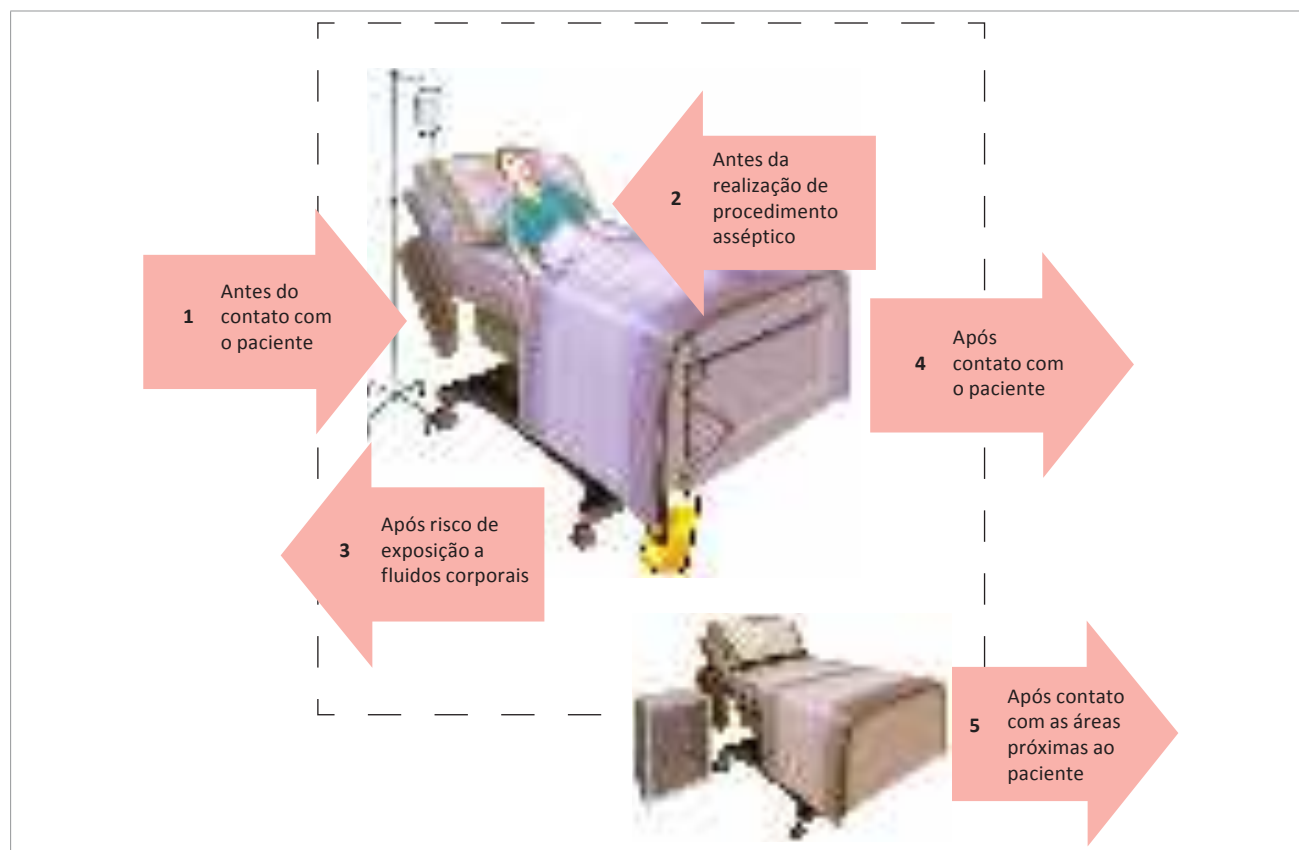 1
Antes do
contato com
o paciente
2
Antes da
realização de
procedimento
asséptico
3
Após risco de
exposição a
fluidos corporais
4
Após
contato com
o paciente
5
Após contato
com as áreas
próximas ao
paciente